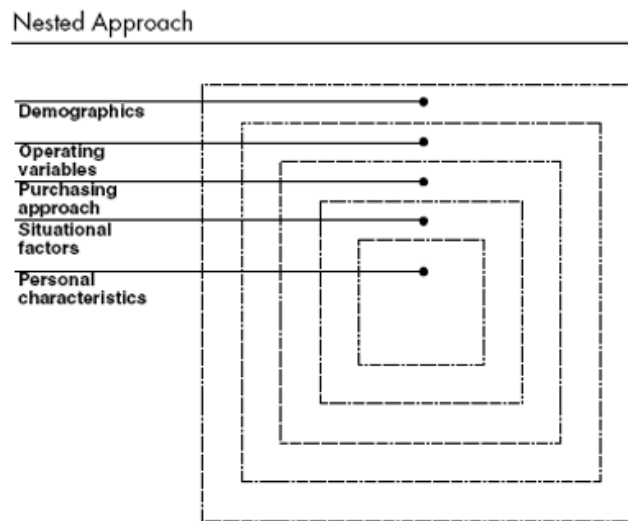 Nested Approach
Demographics
Operating
variables
Purchasing
approach
Situational
factors
Personal
characteristics